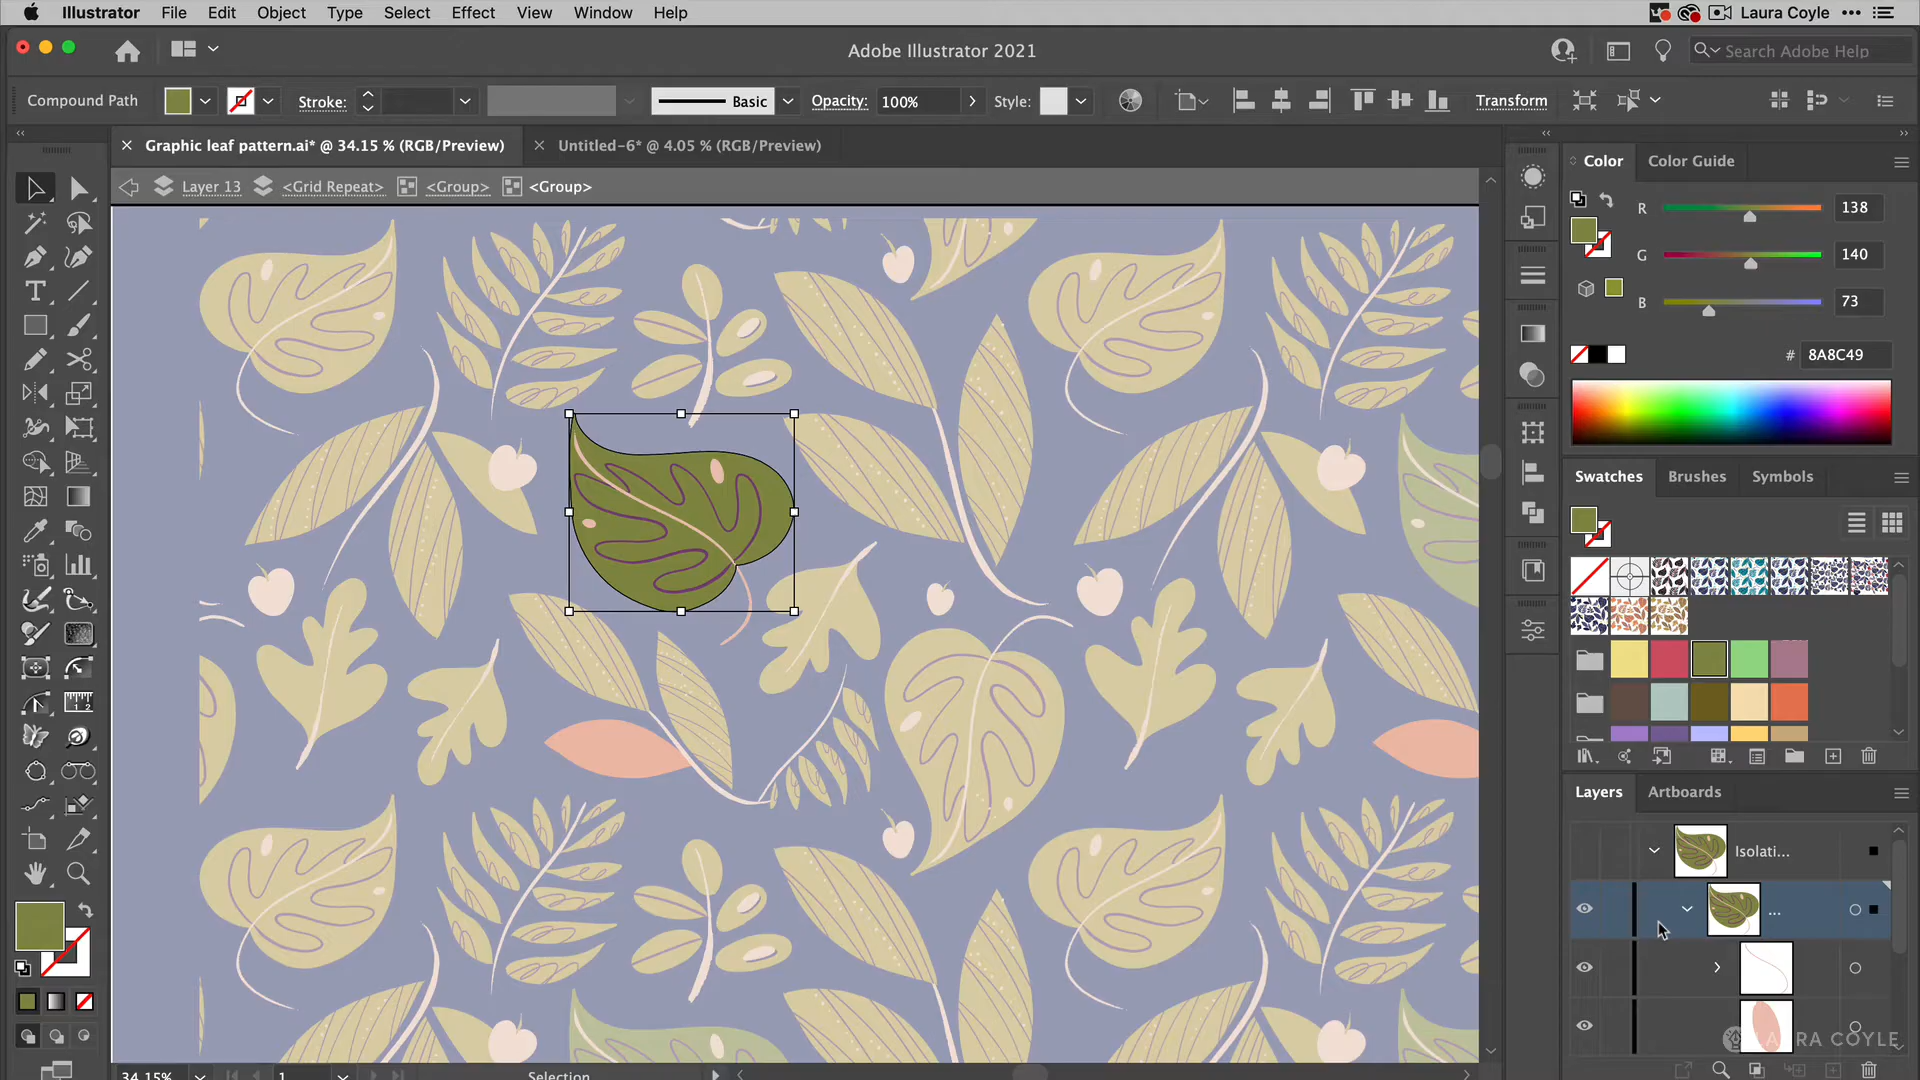 Illustrator File Edit Object Type Select Effect View Window Help Laura Coyle
Adobe Illustrator 2021 Search Adobe Help
Compound Path Stroke: Basic Opacity: 100% Style: Transform
Graphic leaf pattern.ai* @ 34.15 % (RGB/Preview) Untitled-6* @ 4.05 % (RGB/Preview)
Layer 13 <Grid Repeat> <Group> <Group>
Color Color Guide
R 138
G 140
B 73
# 8A8C49
Swatches Brushes Symbols
Layers Artboards
Isolati...
...
LAURA COYLE
34.15% 1 Selection